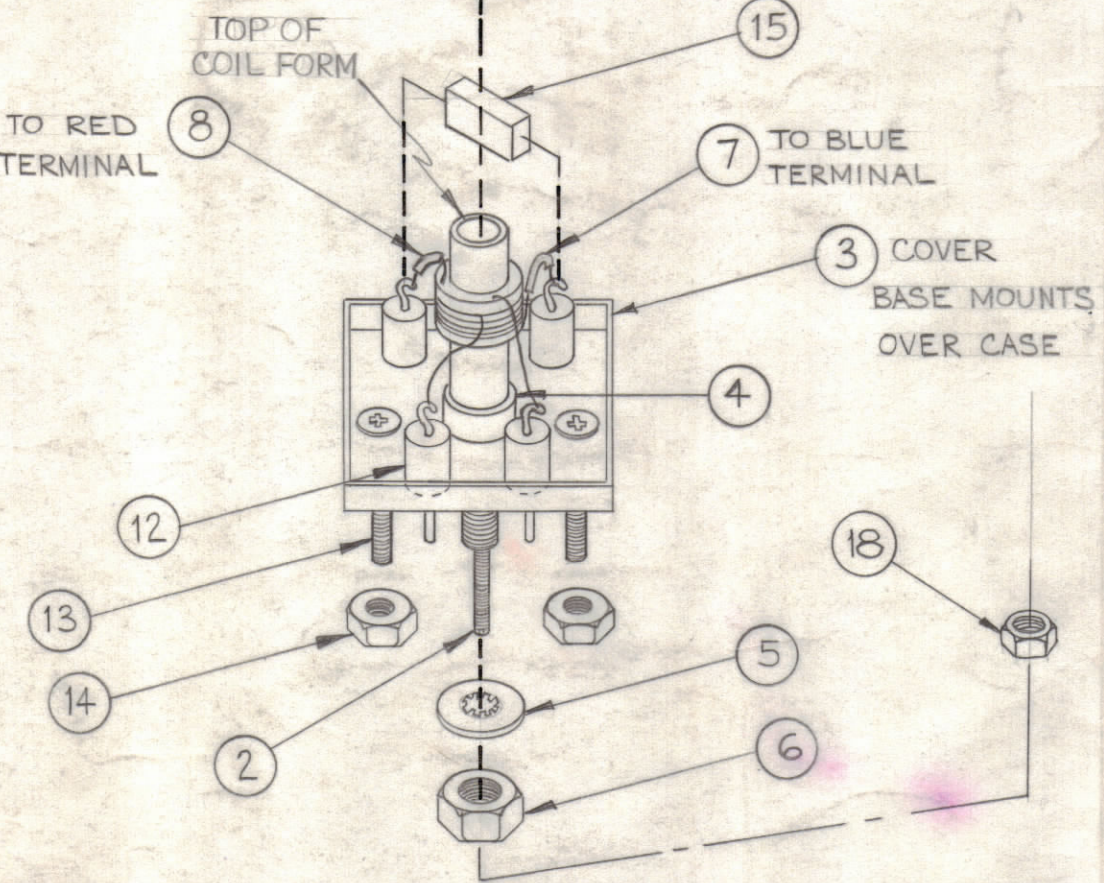 TOP OF
COIL FORM
15
TO RED
TERMINAL
8
7
TO BLUE
TERMINAL
3
COVER
BASE MOUNTS
OVER CASE
4
12
18
13
5
14
2
6